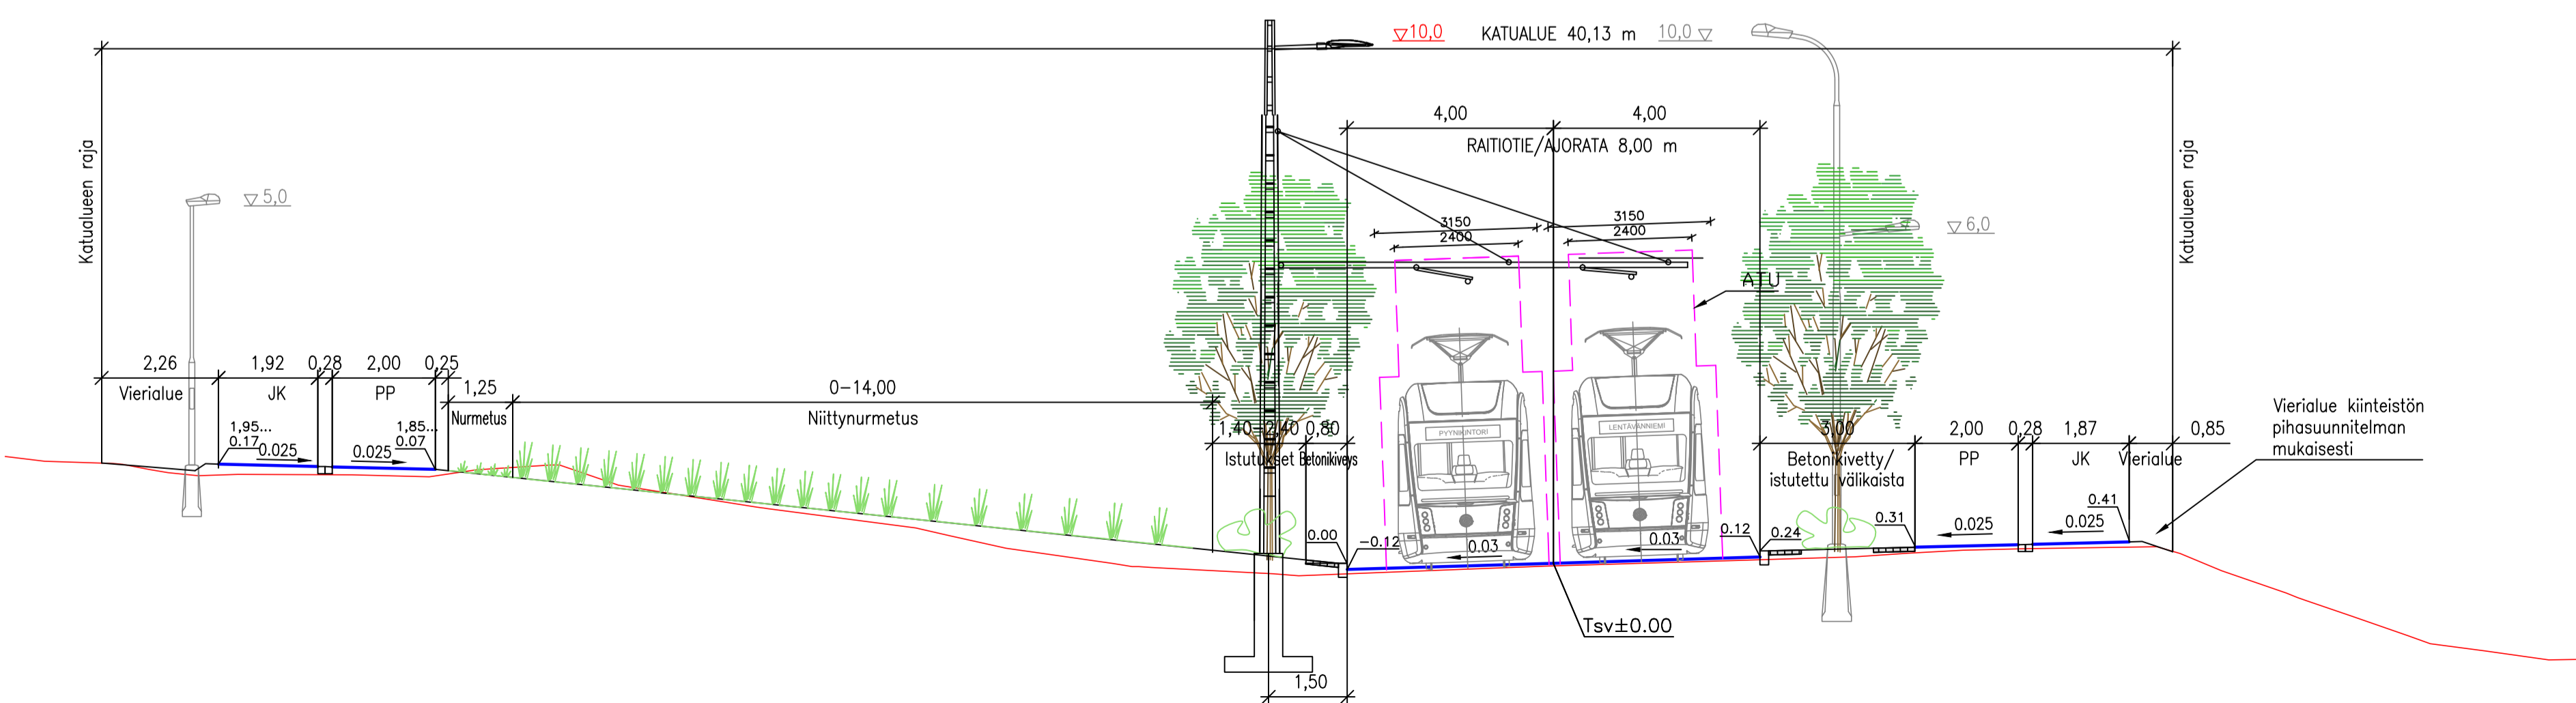 ▽10,0 KATUALUE 40,13 m 10,0 ▽
4,00 4,00
RAITIOTIE/AJORATA 8,00 m
Katualueen raja
Katualueen raja
▽ 5,0
▽ 6,0
3150 3150
2400 2400
ATU
2,26 1,92 0,28 2,00 0,25
Vierialue JK PP
1,25 0-14,00
Nurmetus Niittynurmetus
1,95... 1,85...
0.17 0.07
0.025 0.025
1,40-2,40 0,80
Istutukset Betonikiveys
PYYNIKINTORI LENTÄVÄNNIEMI
3,00 2,00 0,28 1,87 0,85
Betonikivetty/ PP JK Vierialue
istutettu välikaista
Vierialue kiinteistön
pihasuunnitelman
mukaisesti
0.00 -0.12 0.03 0.03 0.12 0.24 0.31 0.025 0.025 0.41
Tsv±0.00
1,50